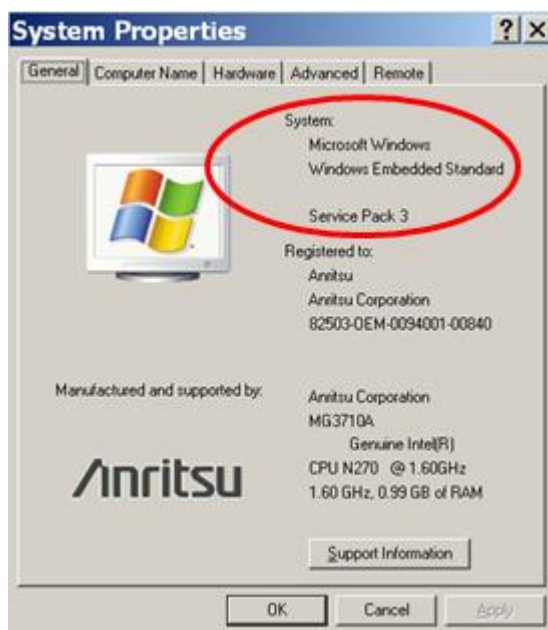 System Properties
General Computer Name Hardware Advanced Remote
System:
Microsoft Windows
Windows Embedded Standard
Service Pack 3
Registered to:
Anritsu
Anritsu Corporation
82503-OEM-0094001-00840
Manufactured and supported by:
Anritsu Corporation
MG3710A
Genuine Intel(R)
CPU N270 @ 1.60GHz
1.60 GHz, 0.99 GB of RAM
Anritsu
Support Information
OK Cancel Apply